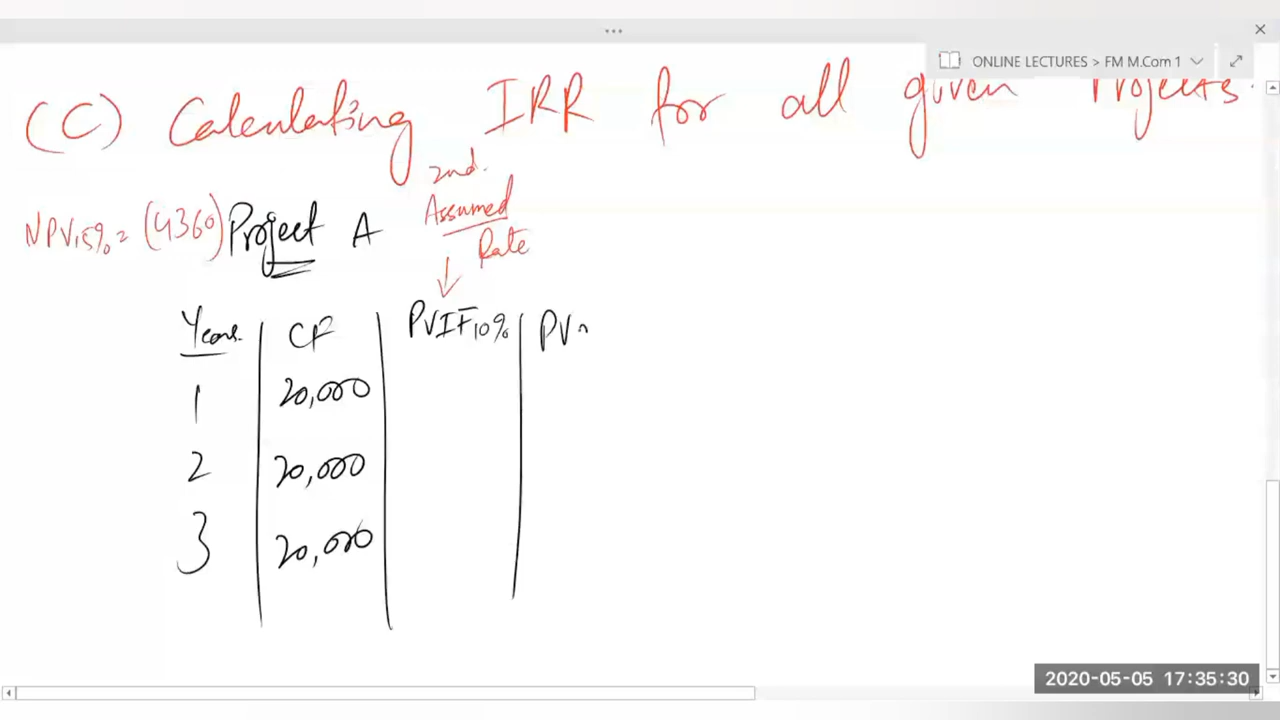 ONLINE LECTURES > FM M.Com 1
(C) Calculating IRR for all given Projects.
2nd.
Assumed
Rate
NPV15% = (4360) Project A
Years. CF PVIF10% PV
1 20,000
2 20,000
3 20,000
2020-05-05 17:35:30